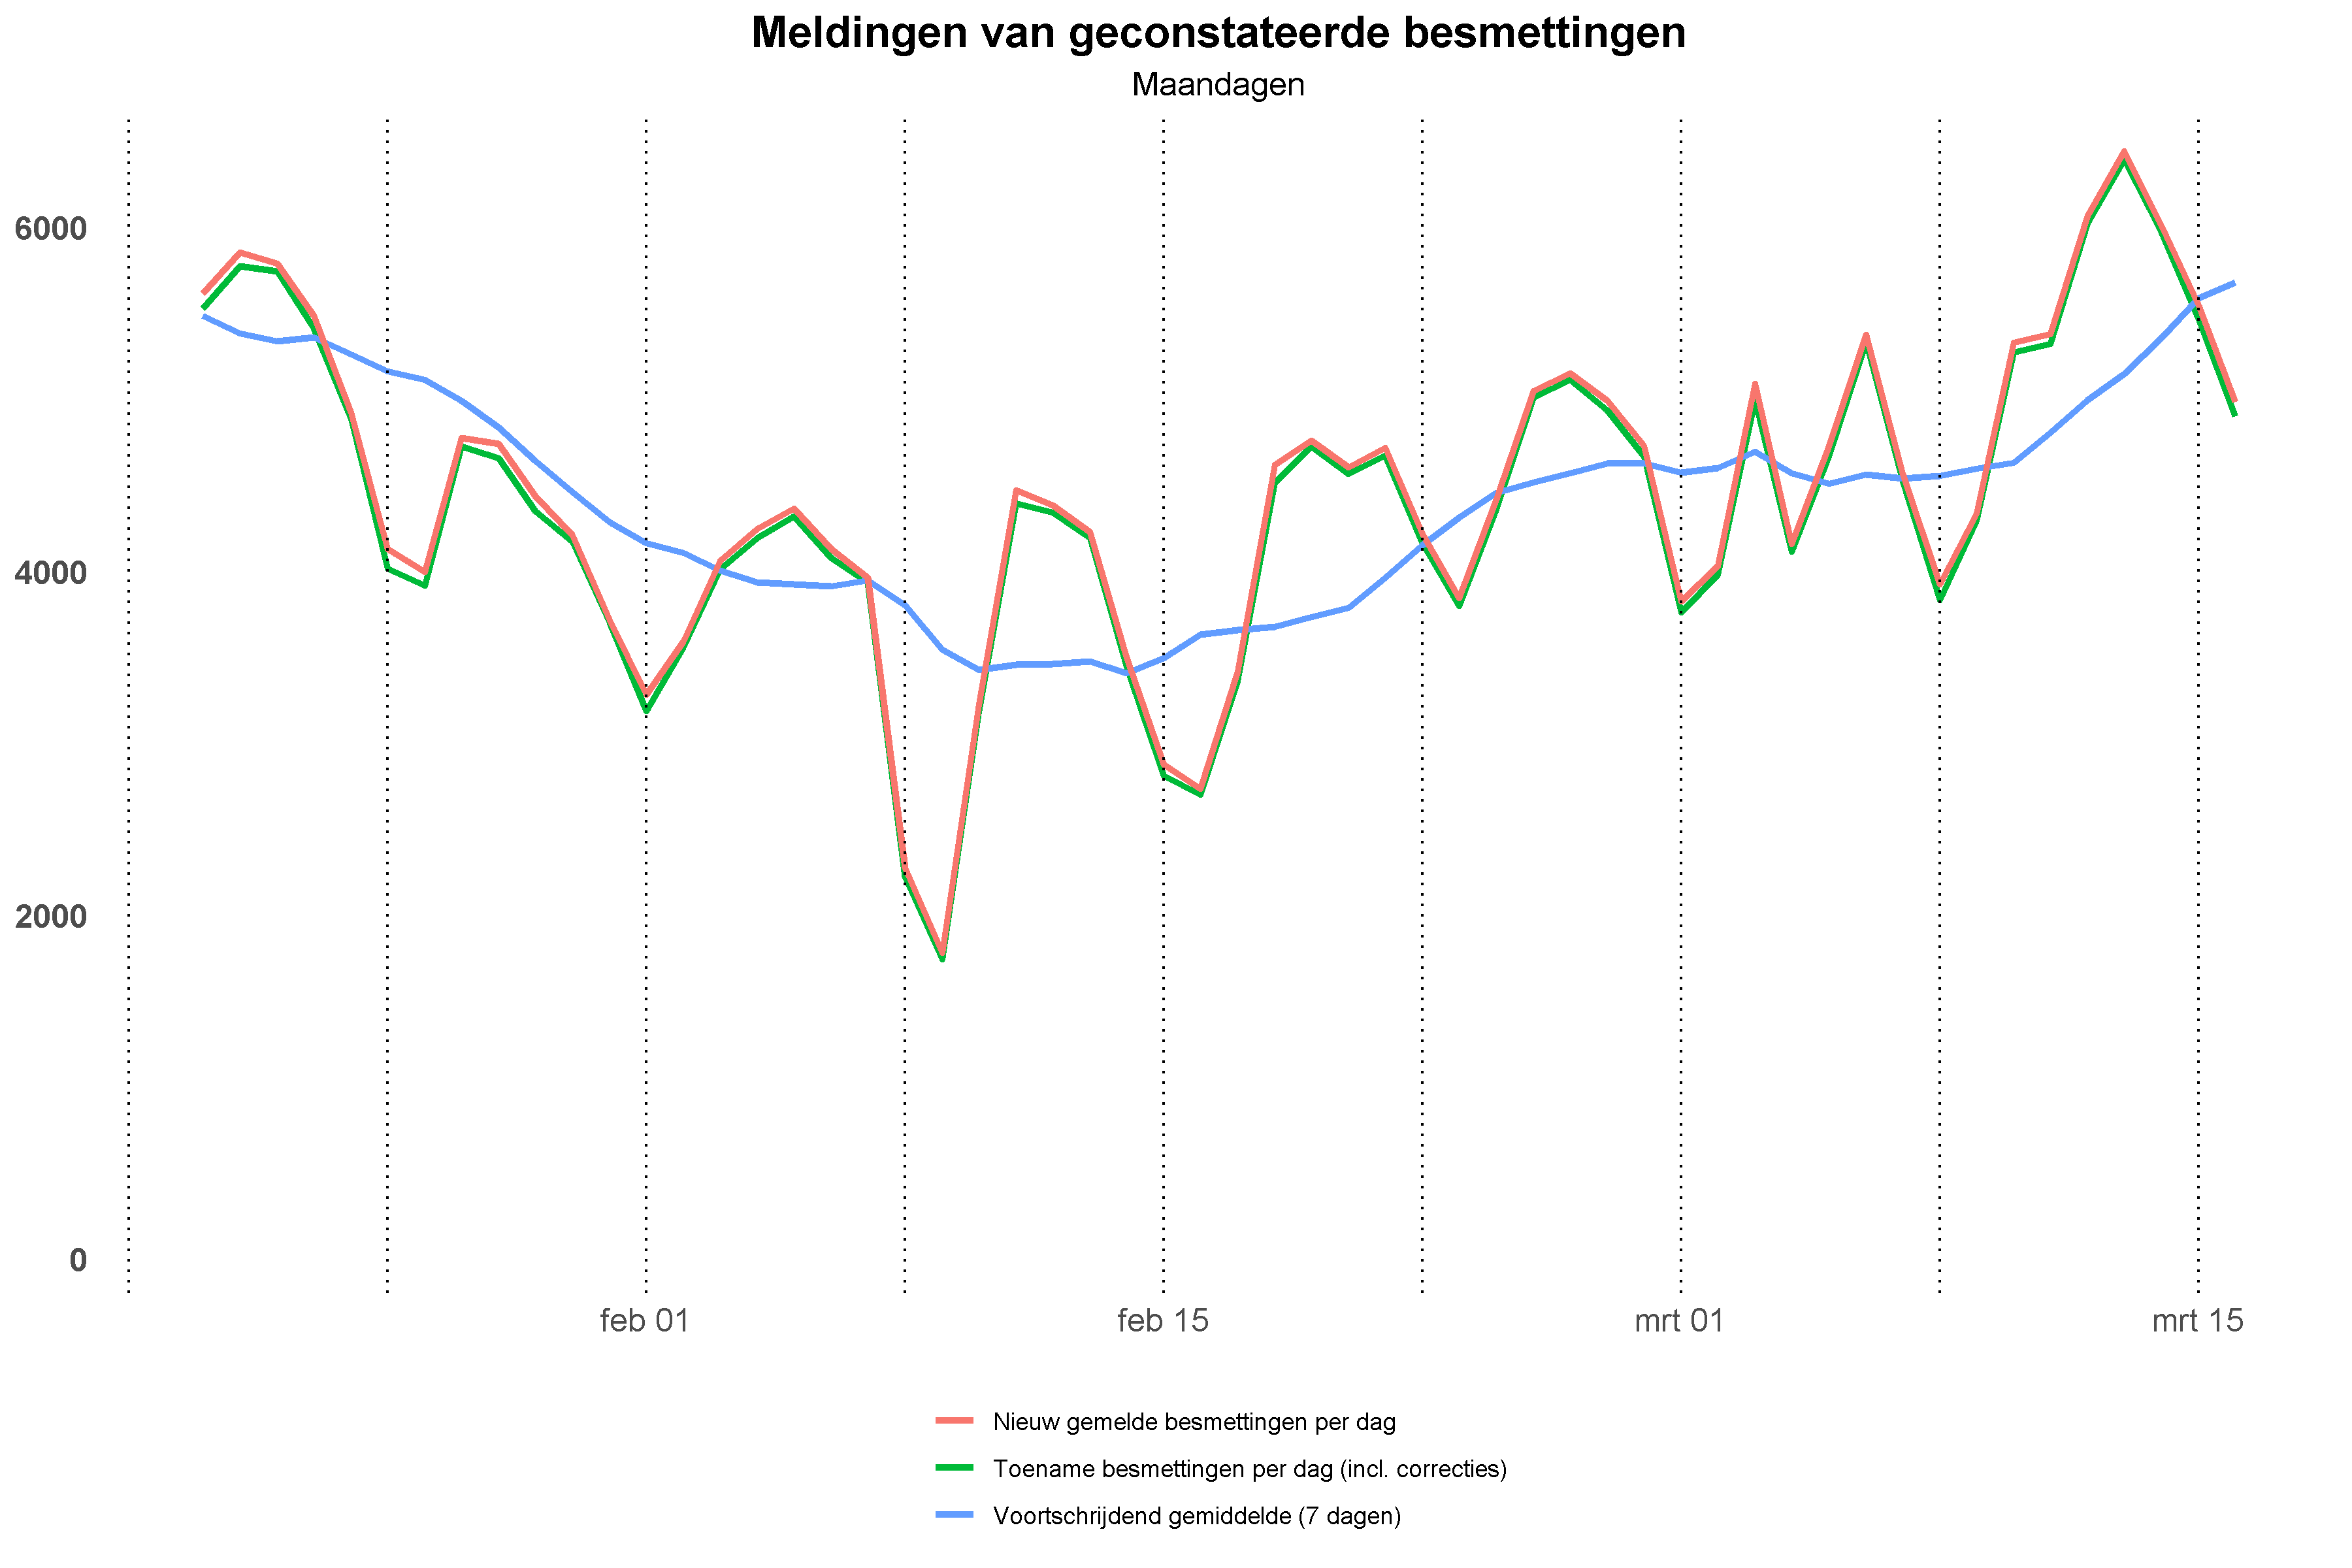 Meldingen van geconstateerde besmettingen
Maandagen
6000
4000
2000
0
feb 01
feb 15
mrt 01
mrt 15
Nieuw gemelde besmettingen per dag
Toename besmettingen per dag (incl. correcties)
Voortschrijdend gemiddelde (7 dagen)